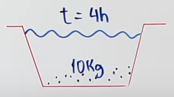 t = 4h
10Kg